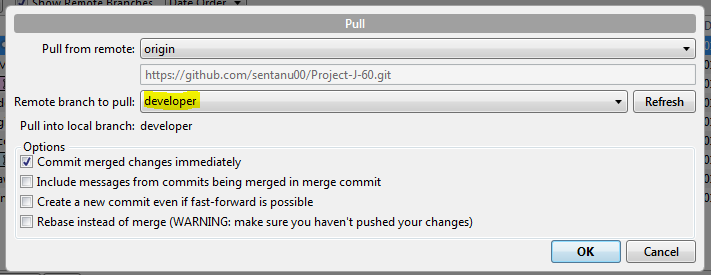 Show Remote Branches
Date Order
Pull
Pull from remote: origin
https://github.com/sentanu00/Project-J-60.git
Remote branch to pull: developer Refresh
Pull into local branch: developer
Options
Commit merged changes immediately
Include messages from commits being merged in merge commit
Create a new commit even if fast-forward is possible
Rebase instead of merge (WARNING: make sure you haven't pushed your changes)
OK Cancel